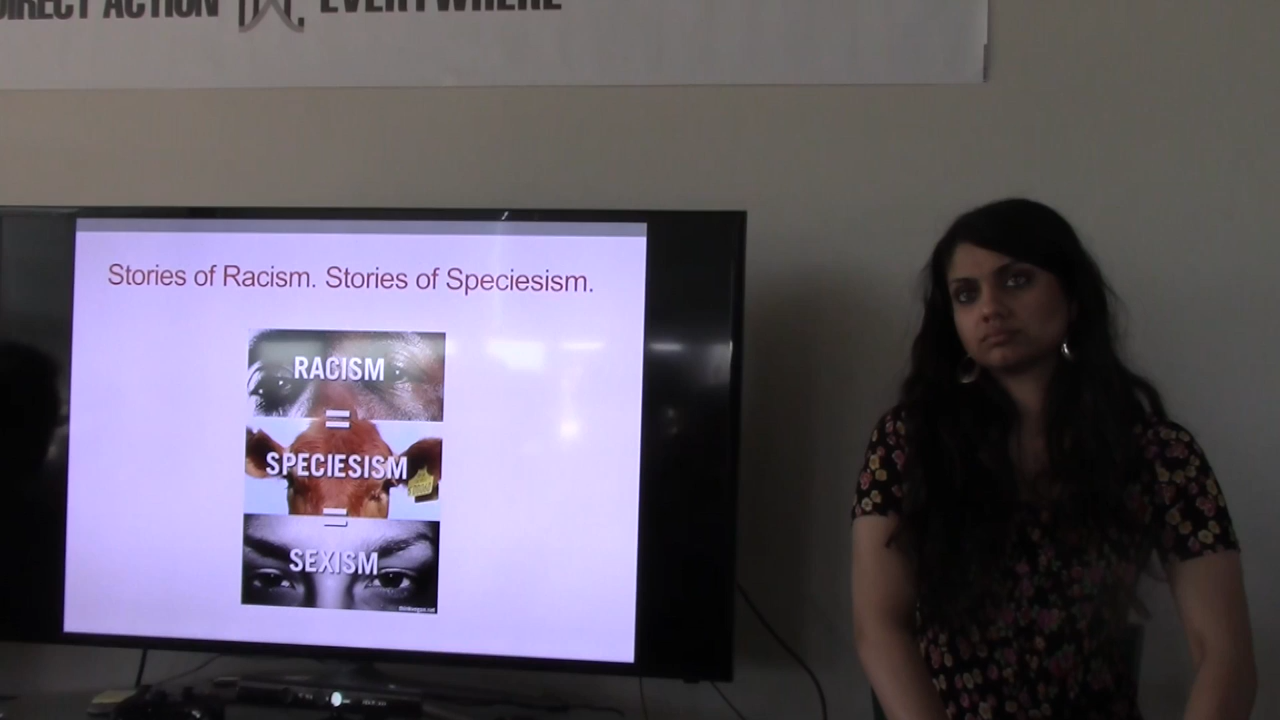 DIRECT ACTION EVERYWHERE
Stories of Racism. Stories of Speciesism.
RACISM
=
SPECIESISM
=
SEXISM